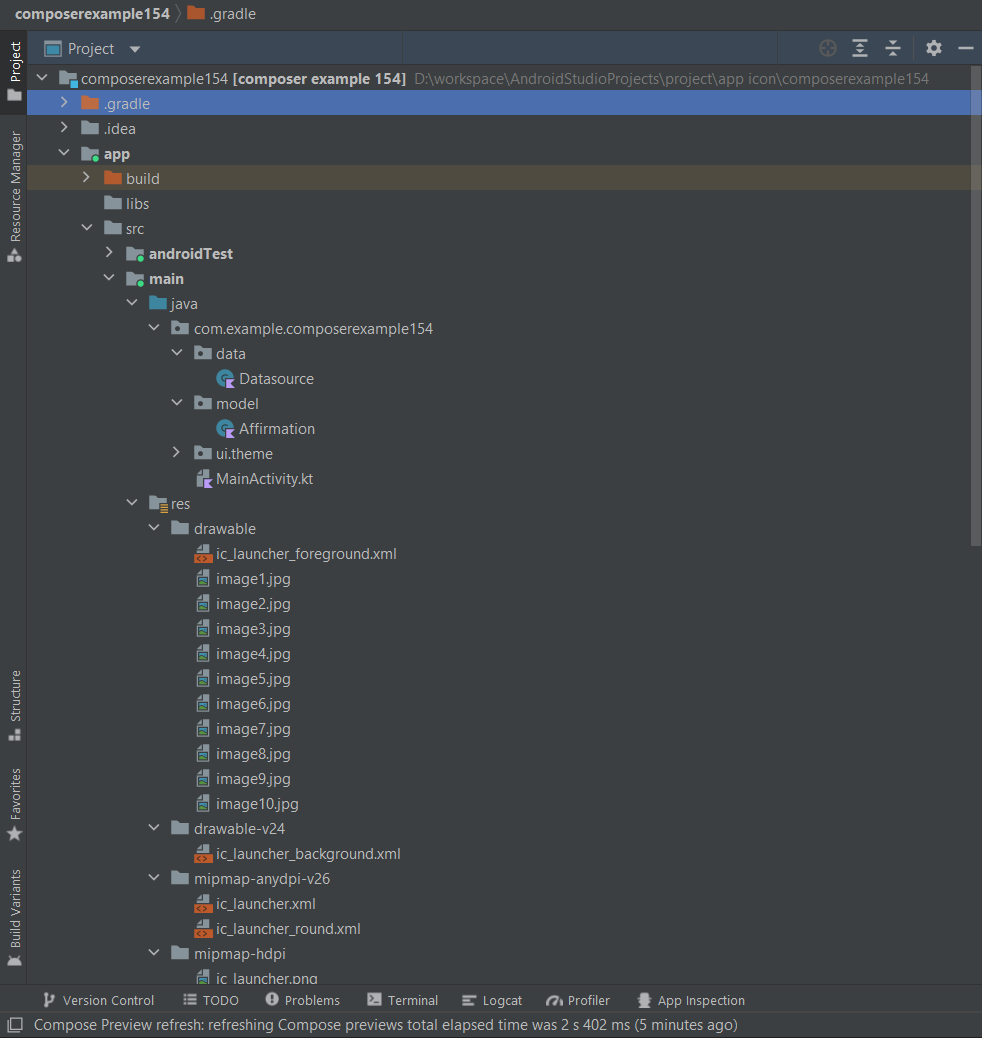 composerexample154 .gradle
Project
composerexample154 [composer example 154] D:\workspace\AndroidStudioProjects\project\app icon\composerexample154
.gradle
.idea
app
build
libs
src
androidTest
main
java
com.example.composerexample154
data
Datasource
model
Affirmation
ui.theme
MainActivity.kt
res
drawable
ic_launcher_foreground.xml
image1.jpg
image2.jpg
image3.jpg
image4.jpg
image5.jpg
image6.jpg
image7.jpg
image8.jpg
image9.jpg
image10.jpg
drawable-v24
ic_launcher_background.xml
mipmap-anydpi-v26
ic_launcher.xml
ic_launcher_round.xml
mipmap-hdpi
ic_launcher.png
Project
Resource Manager
Structure
Favorites
Build Variants
Version Control TODO Problems Terminal Logcat Profiler App Inspection
Compose Preview refresh: refreshing Compose previews total elapsed time was 2 s 402 ms (5 minutes ago)